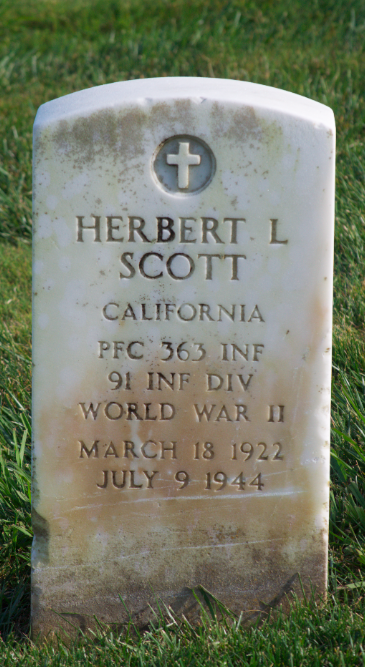 HERBERT L
SCOTT
CALIFORNIA
PFC 363 INF
91 INF DIV
WORLD WAR II
MARCH 18 1922
JULY 9 1944